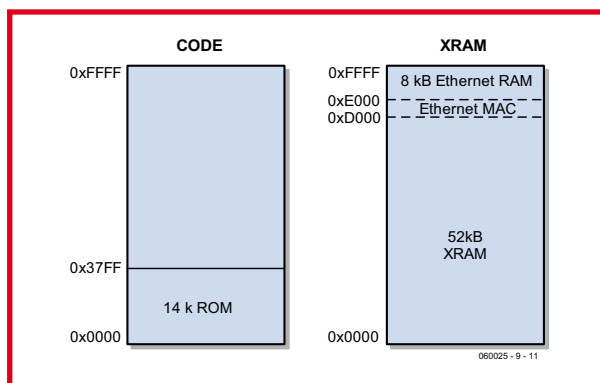 CODE
0xFFFF
0x37FF
14 k ROM
0x0000
XRAM
0xFFFF
8 kB Ethernet RAM
0xE000
Ethernet MAC
0xD000
52kB
XRAM
0x0000
060025 - 9 - 11